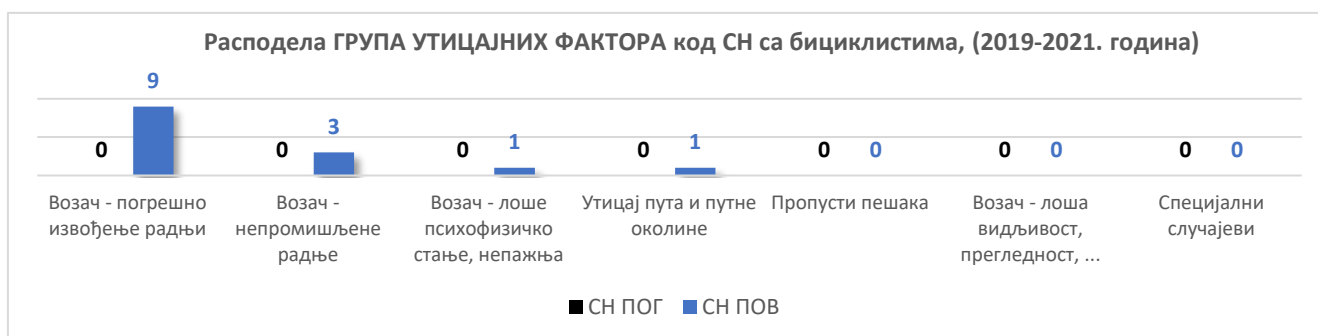 Расподела ГРУПА УТИЦАЈНИХ ФАКТОРА код СН са бициклистима, (2019-2021. година)
9
0
0 3
0 1
0 1
0 0
0 0
0 0
Возач - погрешно
извођење радњи
Возач -
непромишљене
радње
Возач - лоше
психофизичко
стање, непажња
Утицај пута и путне
околине
Пропусти пешака
Возач - лоша
видљивост,
прегледност, ...
Специјални
случајеви
СН ПОГ СН ПОВ